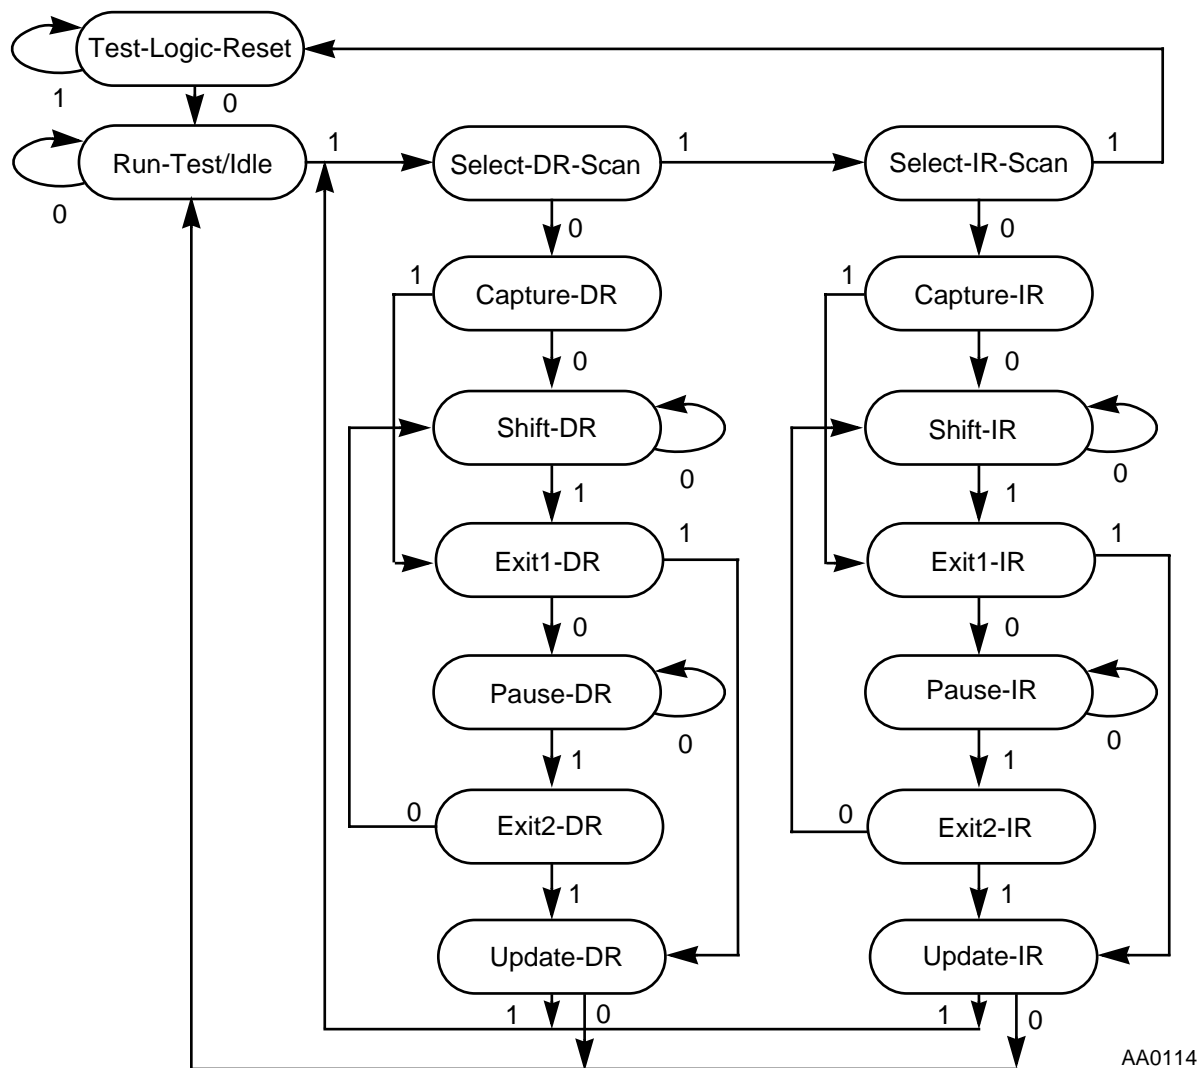 Test-Logic-Reset
1
0
Run-Test/Idle
1
Select-DR-Scan
1
Select-IR-Scan
1
0
0
0
1
Capture-DR
1
Capture-IR
0
0
Shift-DR
0
Shift-IR
0
1
1
Exit1-DR
1
Exit1-IR
1
0
0
Pause-DR
0
Pause-IR
0
1
1
0
Exit2-DR
0
Exit2-IR
1
1
Update-DR
Update-IR
1
0
1
0
AA0114